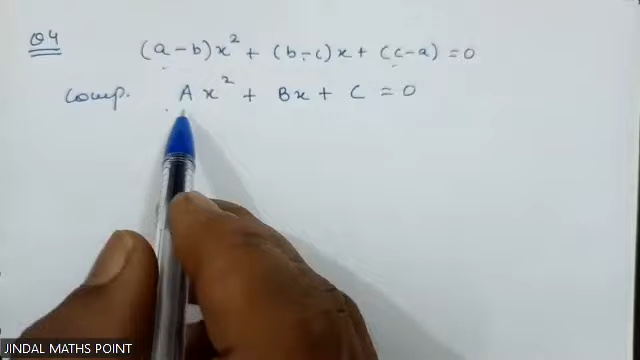 Q4
(a-b)x² + (b-c)x + (c-a) = 0
Comp. Ax² + Bx + C = 0
JINDAL MATHS POINT